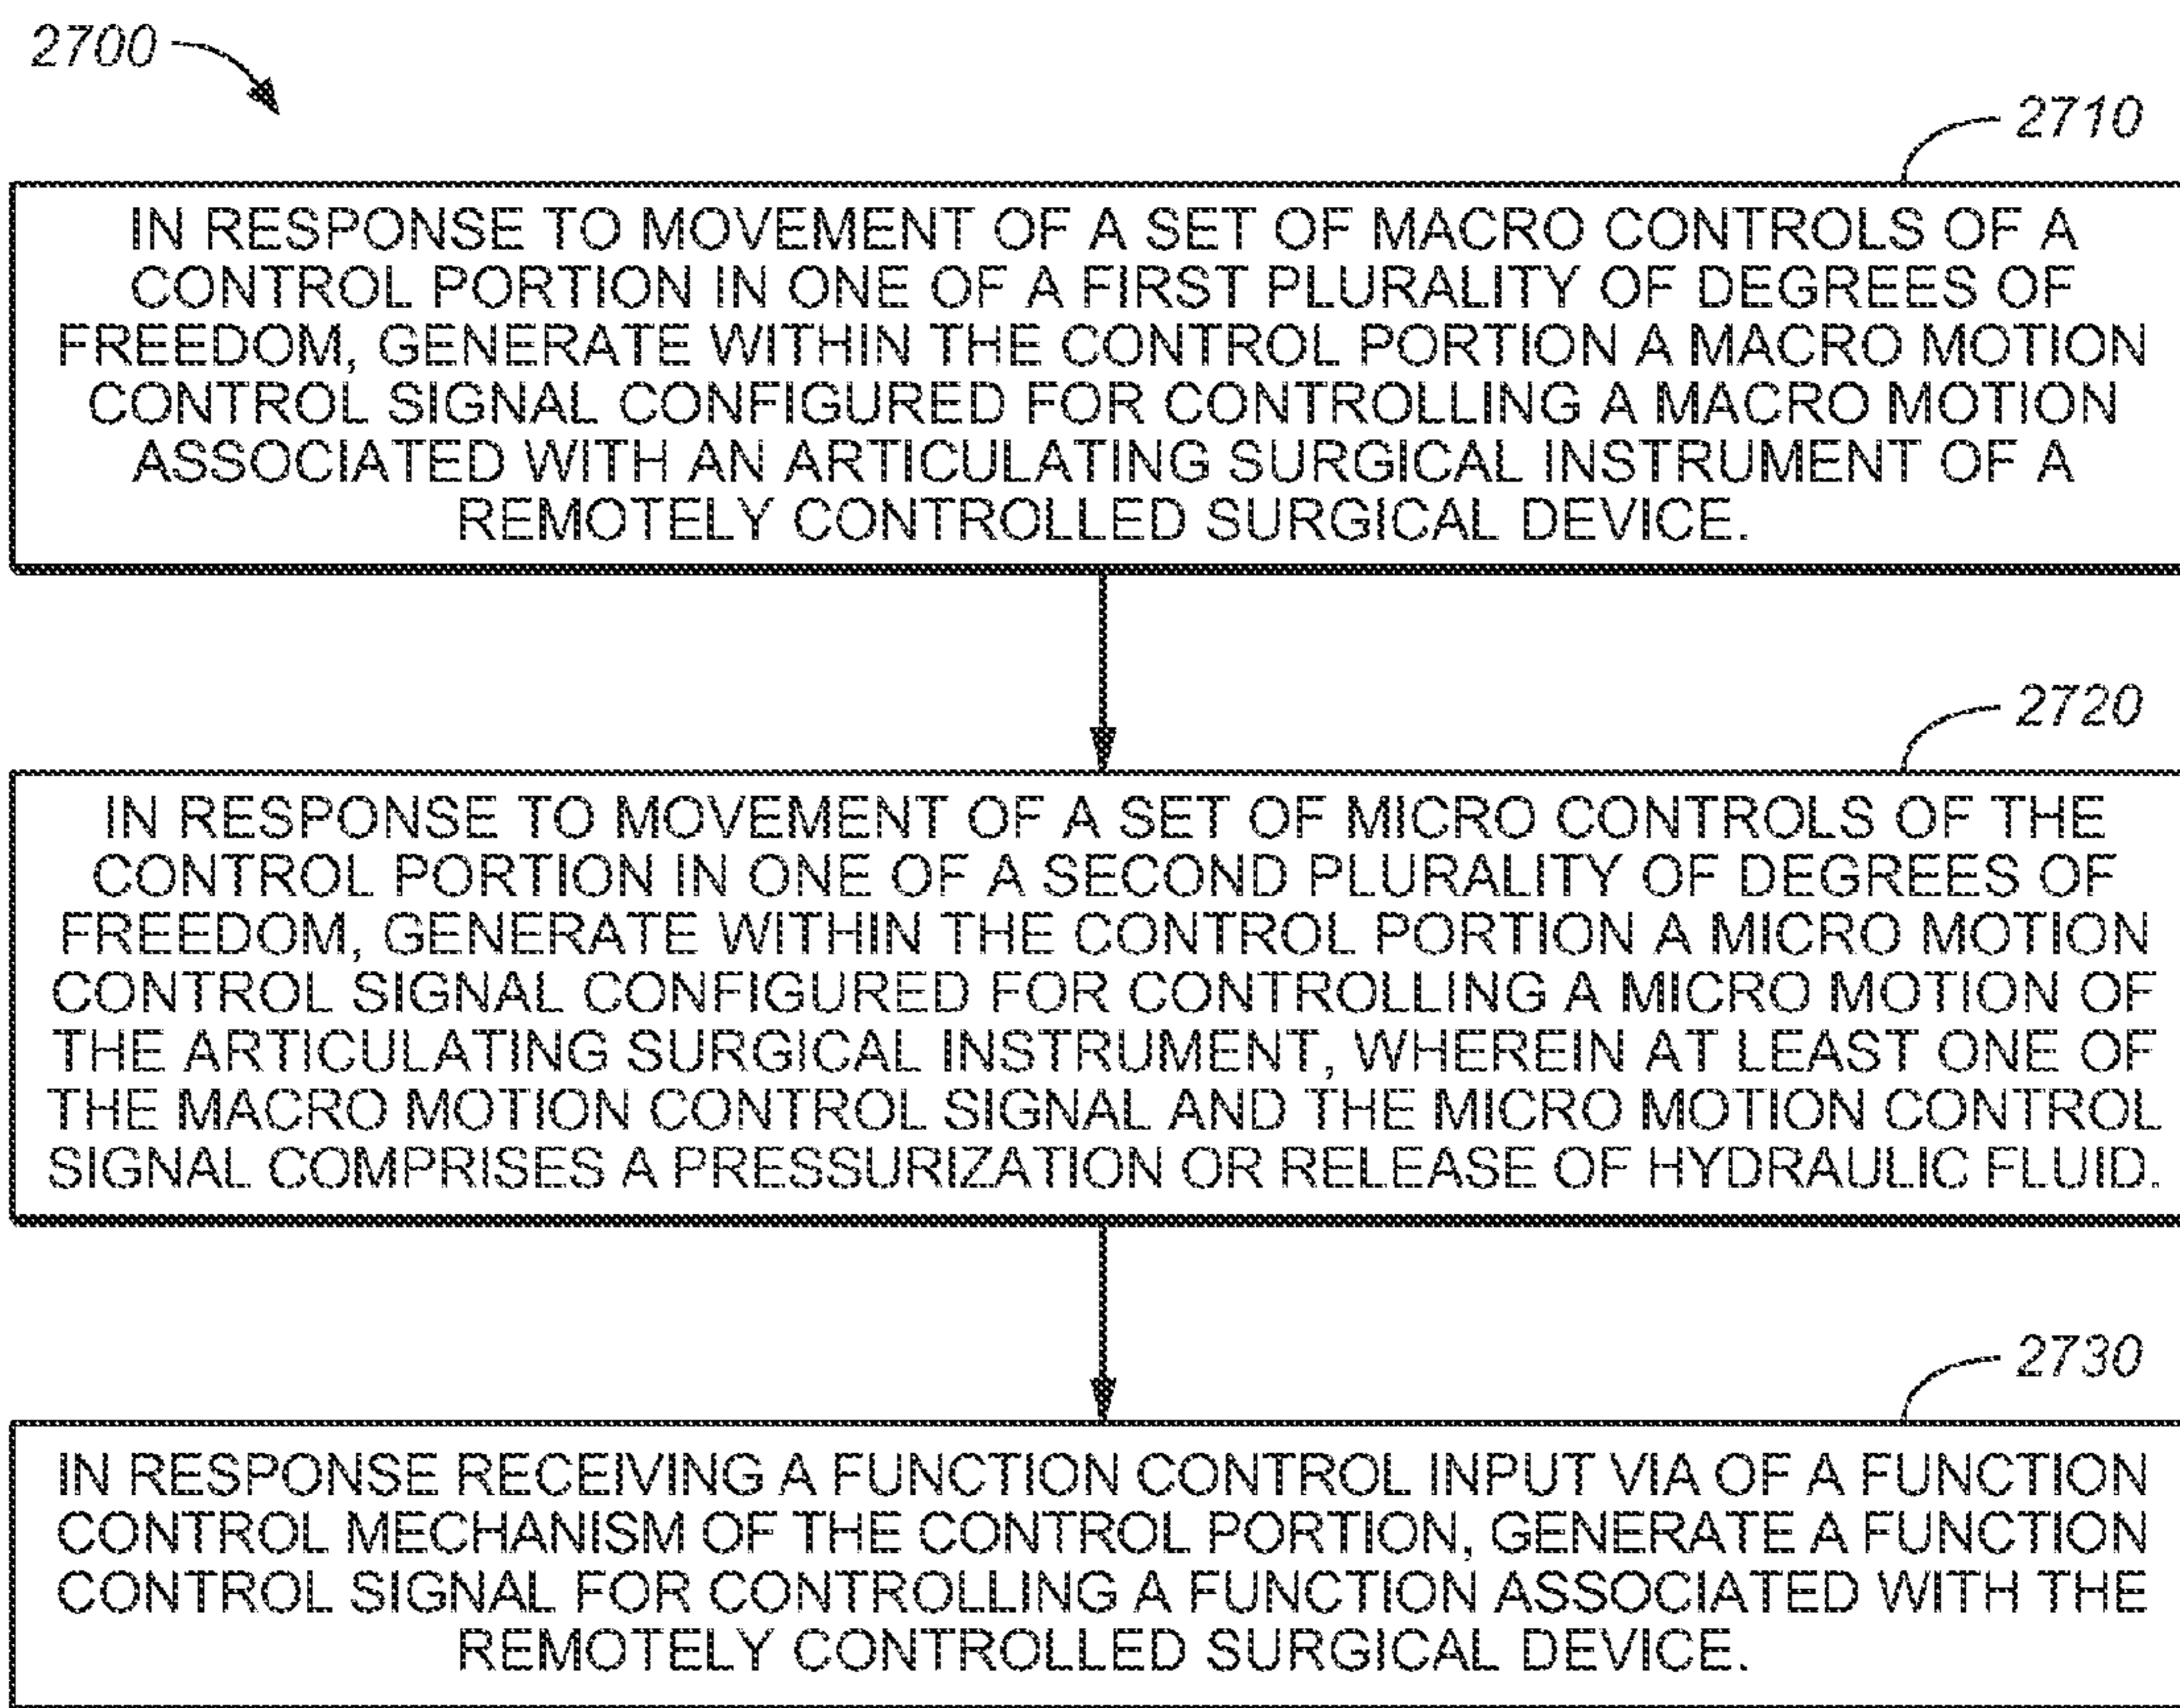 2700
2710
IN RESPONSE TO MOVEMENT OF A SET OF MACRO CONTROLS OF A
CONTROL PORTION IN ONE OF A FIRST PLURALITY OF DEGREES OF
FREEDOM, GENERATE WITHIN THE CONTROL PORTION A MACRO MOTION
CONTROL SIGNAL CONFIGURED FOR CONTROLLING A MACRO MOTION
ASSOCIATED WITH AN ARTICULATING SURGICAL INSTRUMENT OF A
REMOTELY CONTROLLED SURGICAL DEVICE.
2720
IN RESPONSE TO MOVEMENT OF A SET OF MICRO CONTROLS OF THE
CONTROL PORTION IN ONE OF A SECOND PLURALITY OF DEGREES OF
FREEDOM, GENERATE WITHIN THE CONTROL PORTION A MICRO MOTION
CONTROL SIGNAL CONFIGURED FOR CONTROLLING A MICRO MOTION OF
THE ARTICULATING SURGICAL INSTRUMENT, WHEREIN AT LEAST ONE OF
THE MACRO MOTION CONTROL SIGNAL AND THE MICRO MOTION CONTROL
SIGNAL COMPRISES A PRESSURIZATION OR RELEASE OF HYDRAULIC FLUID.
2730
IN RESPONSE RECEIVING A FUNCTION CONTROL INPUT VIA OF A FUNCTION
CONTROL MECHANISM OF THE CONTROL PORTION, GENERATE A FUNCTION
CONTROL SIGNAL FOR CONTROLLING A FUNCTION ASSOCIATED WITH THE
REMOTELY CONTROLLED SURGICAL DEVICE.